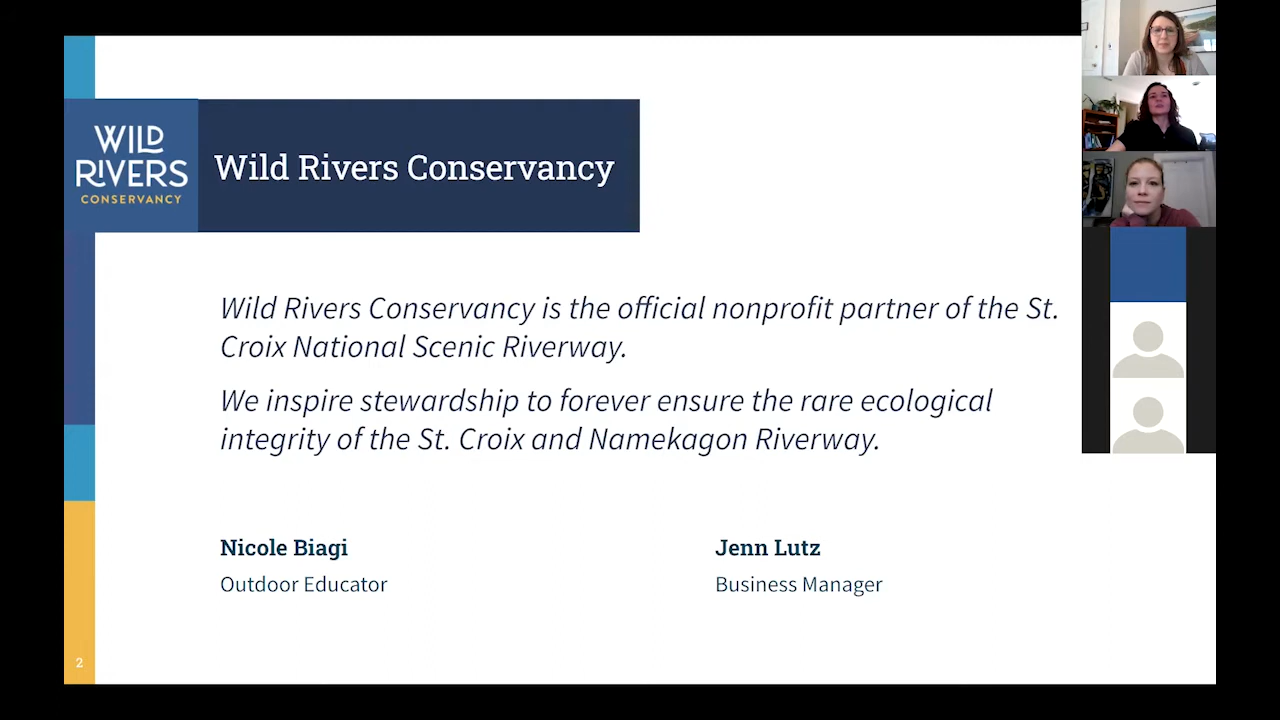 WILD
RIVERS
CONSERVANCY
Wild Rivers Conservancy
Wild Rivers Conservancy is the official nonprofit partner of the St.
Croix National Scenic Riverway.
We inspire stewardship to forever ensure the rare ecological
integrity of the St. Croix and Namekagon Riverway.
Nicole Biagi
Outdoor Educator
Jenn Lutz
Business Manager
2